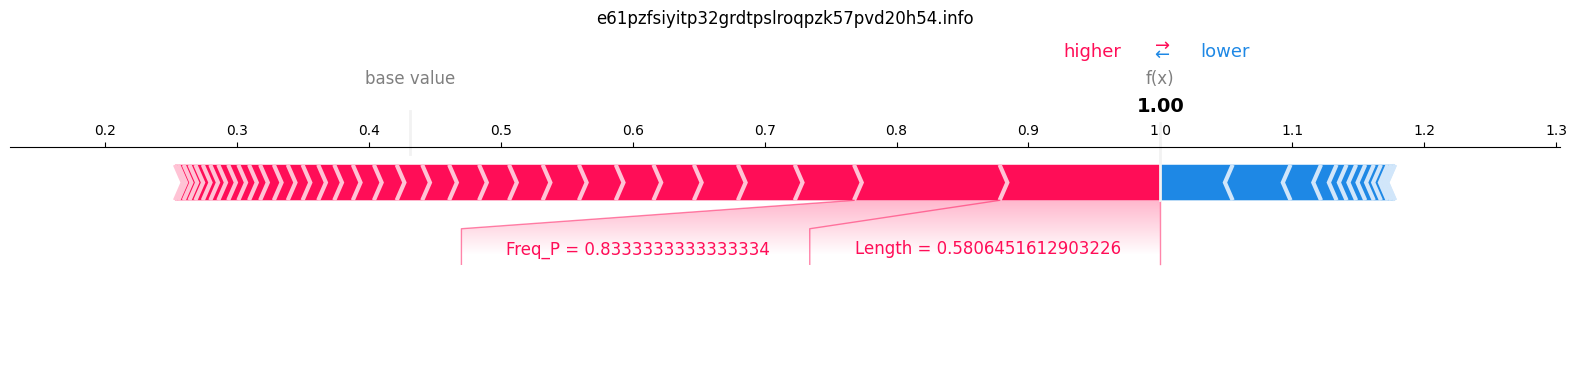 e61pzfsiyitp32grdtpslroqpzk57pvd20h54.info
higher ⇄ lower
base value f(x)
1.00
0.2 0.3 0.4 0.5 0.6 0.7 0.8 0.9 1.0 1.1 1.2 1.3
Freq_P = 0.8333333333333334 Length = 0.5806451612903226